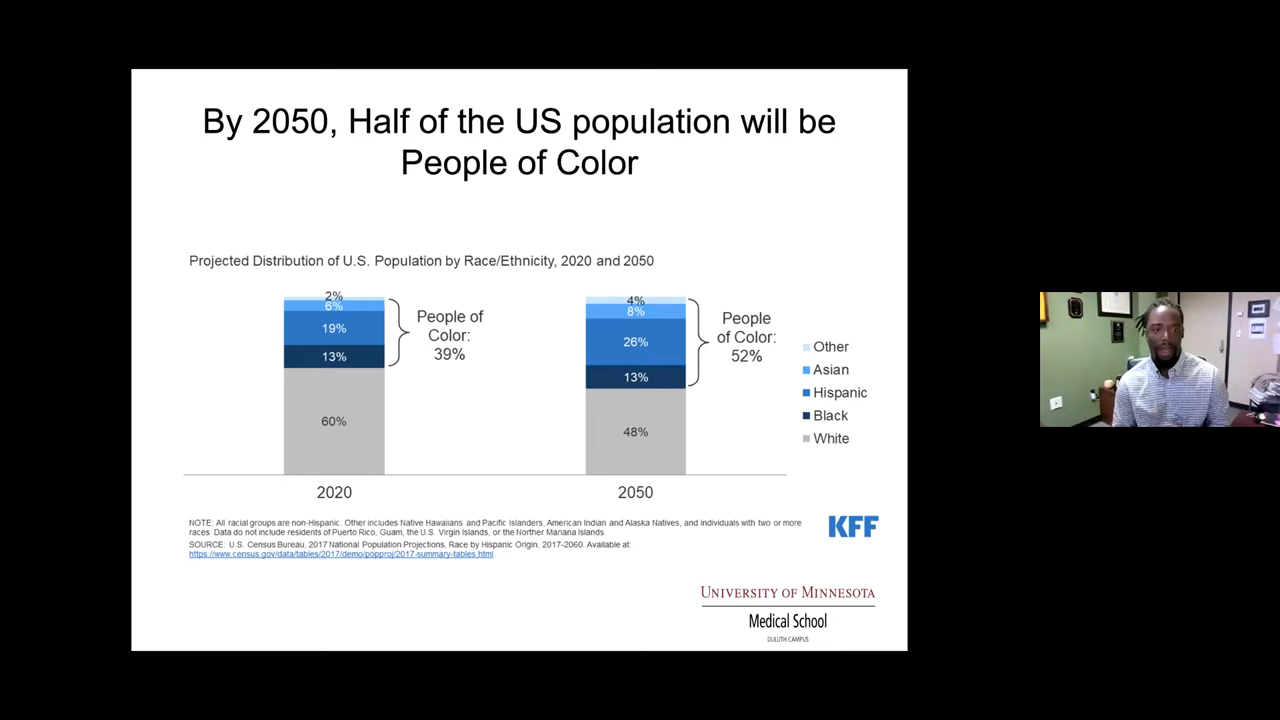 By 2050, Half of the US population will be
People of Color
Projected Distribution of U.S. Population by Race/Ethnicity, 2020 and 2050
2%
6%
19%
13%
60%
People of
Color:
39%
4%
8%
26%
13%
48%
People
of Color:
52%
Other
Asian
Hispanic
Black
White
2020
2050
NOTE: All racial groups are non-Hispanic. Other includes Native Hawaiians and Pacific Islanders, American Indian and Alaska Natives, and individuals with two or more
races. Data do not include residents of Puerto Rico, Guam, the U.S. Virgin Islands, or the Norther Mariana Islands.
SOURCE: U.S. Census Bureau, 2017 National Population Projections, Race by Hispanic Origin, 2017-2060. Available at:
https://www.census.gov/data/tables/2017/demo/popproj/2017-summary-tables.html
KFF
UNIVERSITY OF MINNESOTA
Medical School
DULUTH CAMPUS